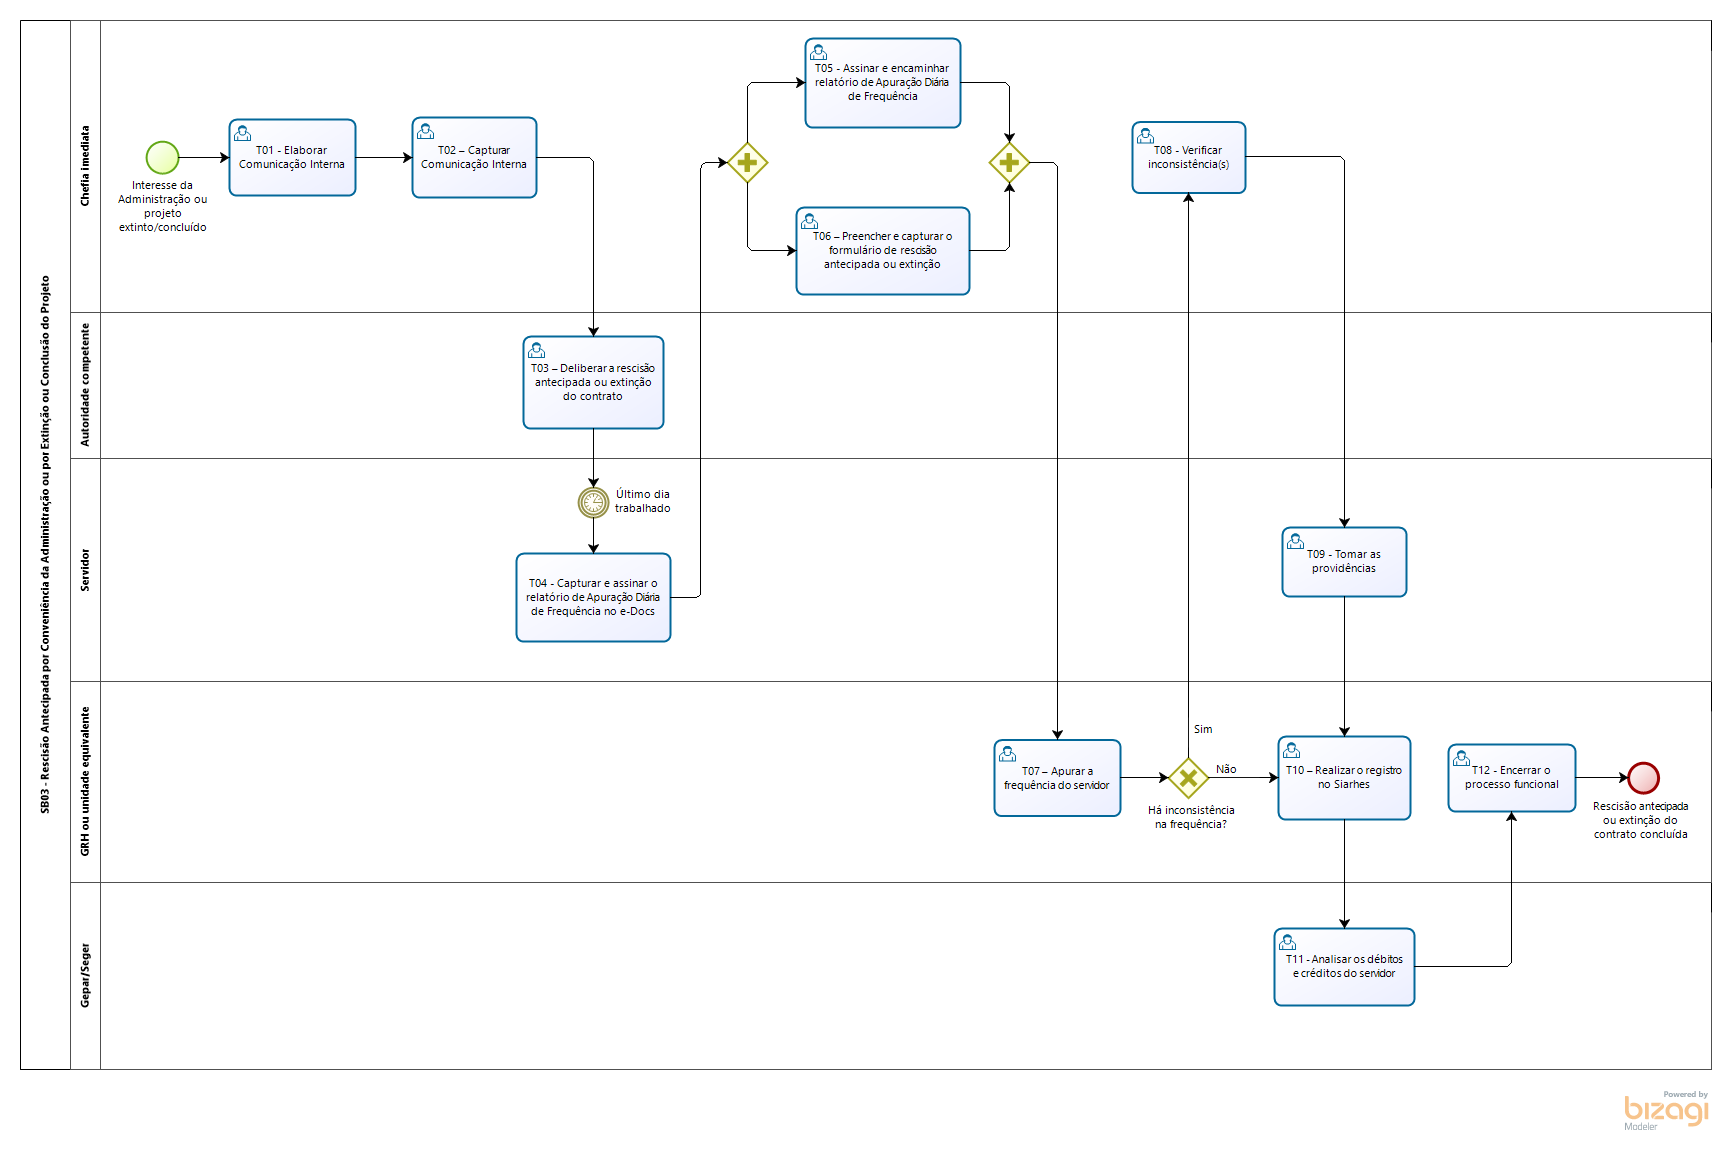 SB03 - Rescisão Antecipada por Conveniência da Administração ou por Extinção ou Conclusão do Projeto
Chefia imediata
Interesse da
Administração ou
projeto
extinto/concluído
T01 - Elaborar
Comunicação Interna
T02 – Capturar
Comunicação Interna
T05 - Assinar e encaminhar
relatório de Apuração Diária
de Frequência
T06 – Preencher e capturar o
formulário de rescisão
antecipada ou extinção
T08 - Verificar
inconsistência(s)
Autoridade competente
T03 – Deliberar a rescisão
antecipada ou extinção
do contrato
Servidor
Último dia
trabalhado
T04 - Capturar e assinar o
relatório de Apuração Diária
de Frequência no e-Docs
T09 - Tomar as
providências
GRH ou unidade equivalente
T07 – Apurar a
frequência do servidor
Sim
Não
Há inconsistência
na frequência?
T10 – Realizar o registro
no Siarhes
T12 - Encerrar o
processo funcional
Rescisão antecipada
ou extinção do
contrato concluída
Gepar/Seger
T11 - Analisar os débitos
e créditos do servidor
Powered by
bizagi
Modeler